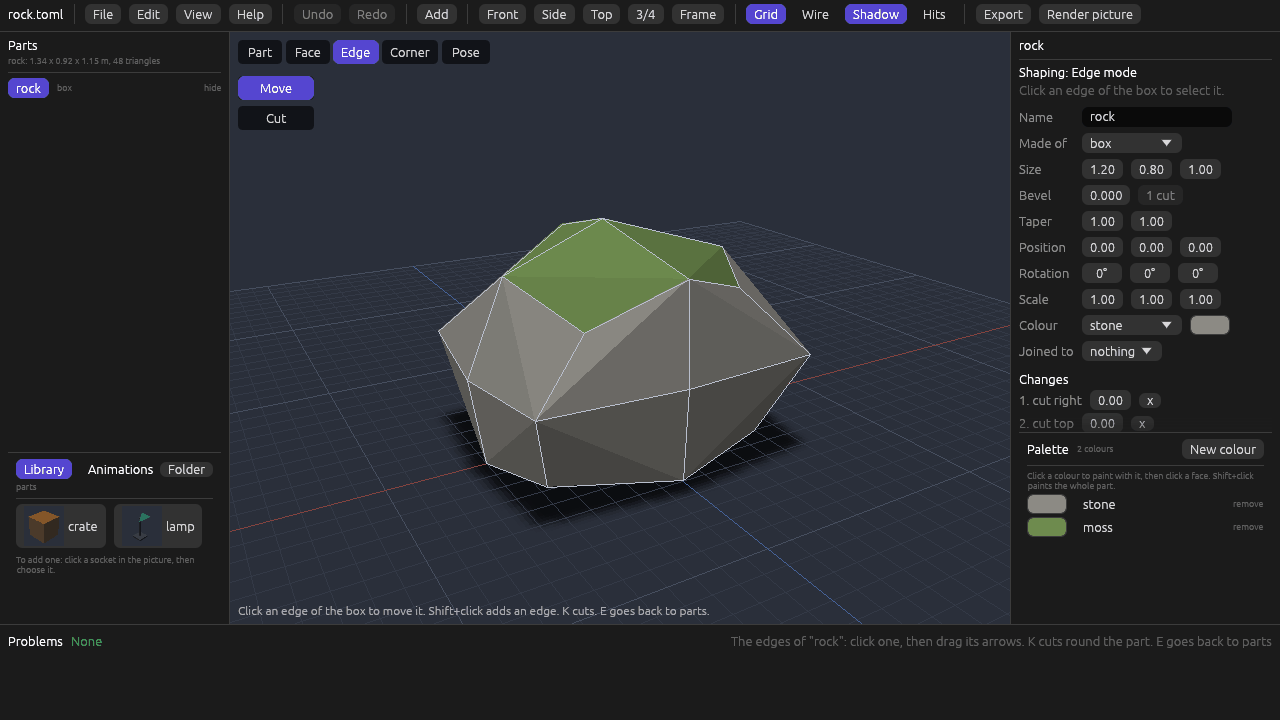 rock.toml File Edit View Help Undo Redo Add Front Side Top 3/4 Frame Grid Wire Shadow Hits Export Render picture
Parts
rock: 1.34 x 0.92 x 1.15 m, 48 triangles
rock box hide
Library Animations Folder
parts
crate lamp
To add one: click a socket in the picture, then
choose it.
Part Face Edge Corner Pose
Move
Cut
Click an edge of the box to move it. Shift+click adds an edge. K cuts. E goes back to parts.
rock
Shaping: Edge mode
Click an edge of the box to select it.
Name rock
Made of box
Size 1.20 0.80 1.00
Bevel 0.000 1 cut
Taper 1.00 1.00
Position 0.00 0.00 0.00
Rotation 0° 0° 0°
Scale 1.00 1.00 1.00
Colour stone
Joined to nothing
Changes
1. cut right 0.00 x
2. cut top 0.00 x
Palette 2 colours New colour
Click a colour to paint with it, then click a face. Shift+click
paints the whole part.
stone remove
moss remove
Problems None
The edges of "rock": click one, then drag its arrows. K cuts round the part. E goes back to parts